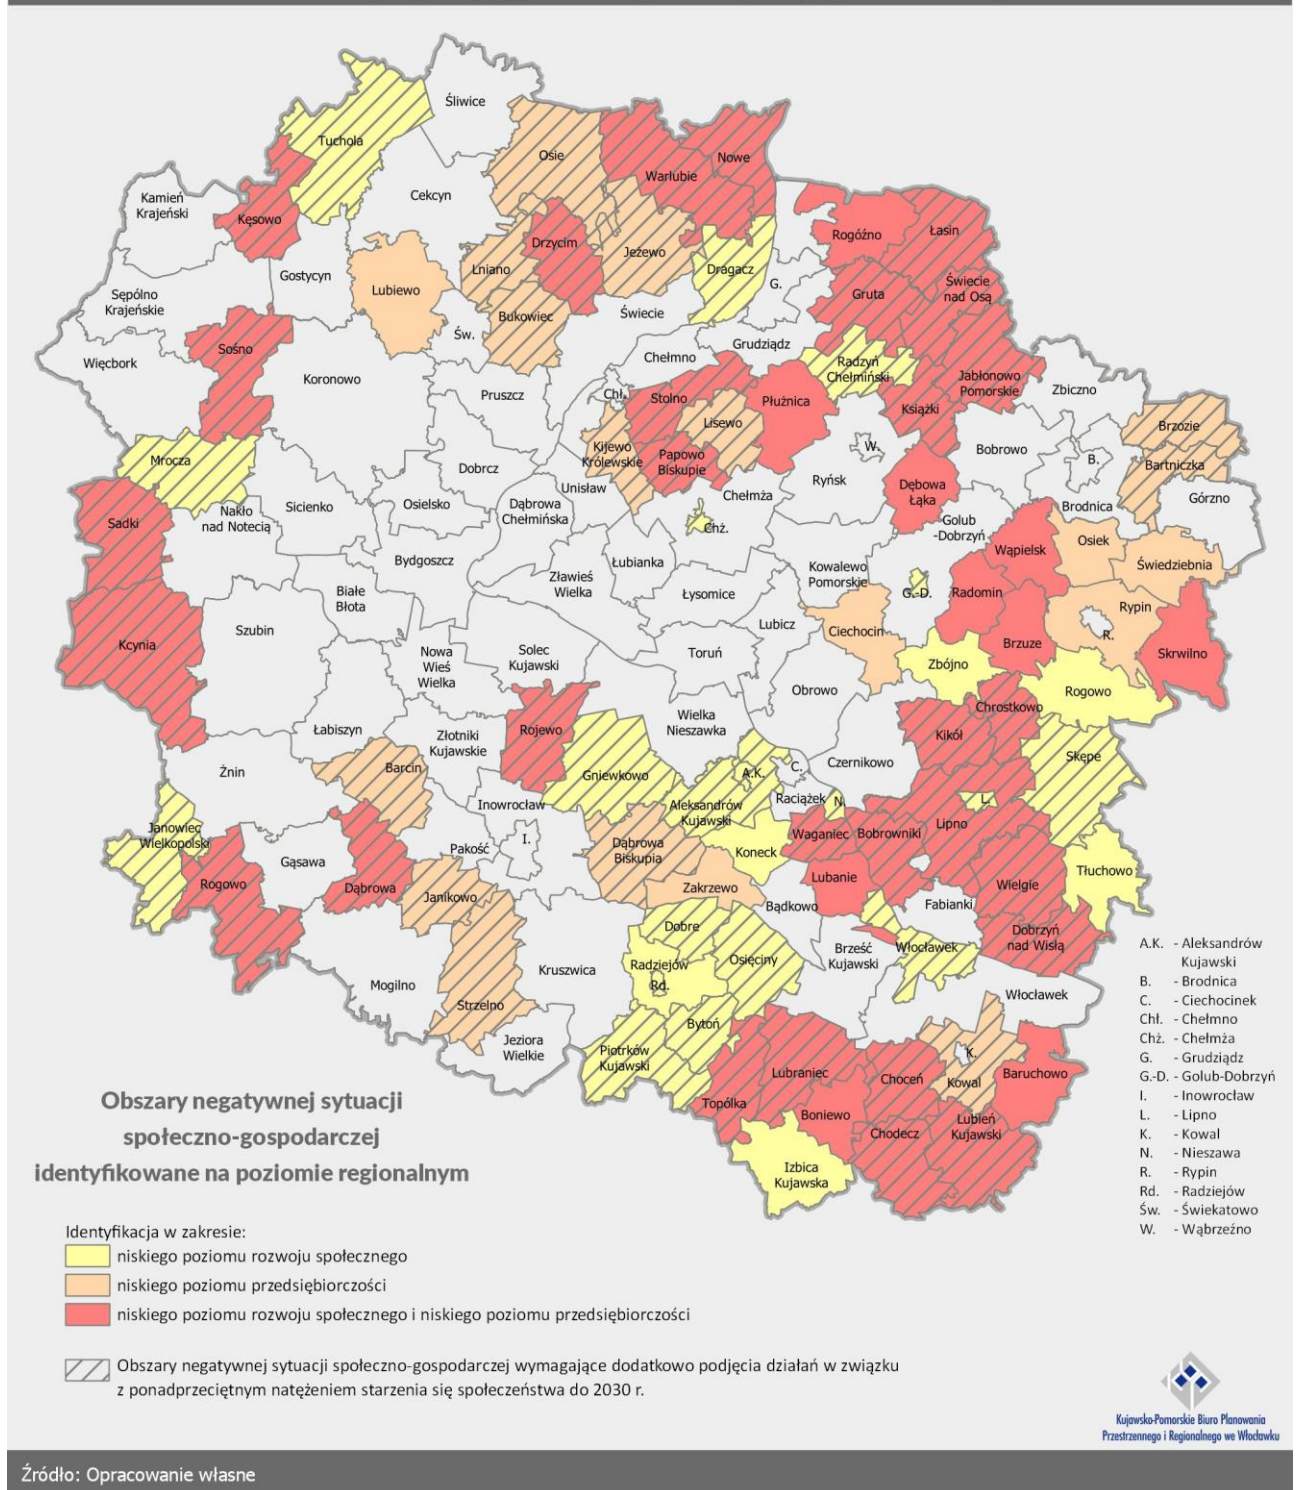 Śliwice
Tuchola
Osie
Nowe
Warlubie
Kamień
Krajeński
Cekcyn
Kęsowo
Rogóźno
Łasin
Drzycim
Jeżewo
Gostycyn
Lniano
Dragacz
Lubiewo
G.
Świecie
nad Osą
Sępólno
Krajeńskie
Gruta
Bukowiec
Świecie
Św.
Sośno
Grudziądz
Więcbork
Chełmno
Radzyń
Chełmiński
Koronowo
Jabłonowo
Pomorskie
Zbiczno
Pruszcz
Chł.
Stolno
Płużnica
Książki
Lisewo
Brzozie
Kijewo
Królewskie
W.
Bobrowo
Mrocza
Papowo
Biskupie
B.
Bartniczka
Dobrcz
Ryńsk
Unisław
Dębowa
Łąka
Chełmża
Górzno
Nakło
nad Notecią
Sicienko
Osielsko
Dąbrowa
Chełmińska
Brodnica
Sadki
Chż.
Golub
-Dobrzyń
Osiek
Wąpielsk
Bydgoszcz
Łubianka
Świedziebnia
Kowalewo
Pomorskie
Zławieś
Wielka
Białe
Błota
Łysomice
G.-D.
Radomin
Rypin
Lubicz
Szubin
Ciechocin
R.
Kcynia
Brzuze
Solec
Kujawski
Nowa
Wieś
Wielka
Toruń
Skrwilno
Zbójno
Obrowo
Rogowo
Chrostkowo
Wielka
Nieszawka
Łabiszyn
Rojewo
Złotniki
Kujawskie
Kikół
Skępe
Czernikowo
Żnin
Barcin
Gniewkowo
A.K.
C.
Inowrocław
Aleksandrów
Kujawski
Raciążek
N.
L.
Janowiec
Wielkopolski
Waganiec
Bobrowniki
Lipno
I.
Dąbrowa
Biskupia
Pakość
Koneck
Gąsawa
Tłuchowo
Rogowo
Dąbrowa
Lubanie
Wielgie
Janikowo
Zakrzewo
Bądkowo
Fabianki
Dobre
Dobrzyń
nad Wisłą
Brześć
Kujawski
Włocławek
Osięciny
Radziejów
Kruszwica
Mogilno
Rd.
Włocławek
Strzelno
Bytoń
Jeziora
Wielkie
Piotrków
Kujawski
K.
Lubraniec
Choceń
Kowal
Baruchowo
Topólka
Boniewo
Lubień
Kujawski
Chodecz
Izbica
Kujawska
A.K. - Aleksandrów
Kujawski
B. - Brodnica
C. - Ciechocinek
Chł. - Chełmno
Chż. - Chełmża
G. - Grudziądz
G.-D. - Golub-Dobrzyń
I. - Inowrocław
L. - Lipno
K. - Kowal
N. - Nieszawa
R. - Rypin
Rd. - Radziejów
Św. - Świekatowo
W. - Wąbrzeźno
Obszary negatywnej sytuacji
społeczno-gospodarczej
identyfikowane na poziomie regionalnym
Identyfikacja w zakresie:
niskiego poziomu rozwoju społecznego
niskiego poziomu przedsiębiorczości
niskiego poziomu rozwoju społecznego i niskiego poziomu przedsiębiorczości
Obszary negatywnej sytuacji społeczno-gospodarczej wymagające dodatkowo podjęcia działań w związku
z ponadprzeciętnym natężeniem starzenia się społeczeństwa do 2030 r.
Kujawsko-Pomorskie Biuro Planowania
Przestrzennego i Regionalnego we Włocławku
Źródło: Opracowanie własne